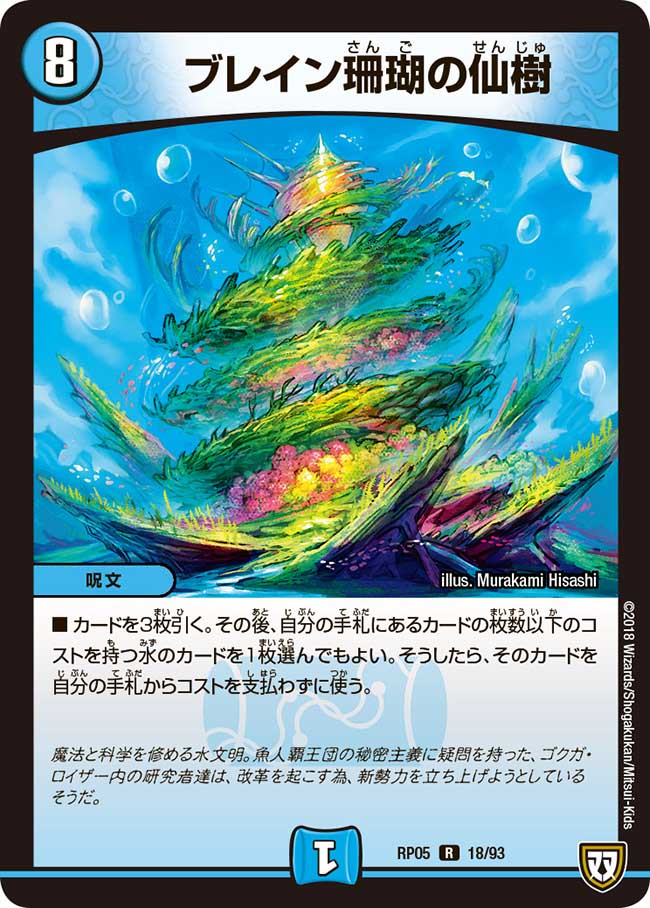 8
ブレイン珊瑚の仙樹
さんご
せんじゅ
呪文
illus. Murakami Hisashi
■ カードを3枚引く。その後、自分の手札にあるカードの枚数以下のコ
ストを持つ水のカードを1枚選んでもよい。そうしたら、そのカードを
自分の手札からコストを支払わずに使う。
魔法と科学を修める水文明。魚人覇王団の秘密主義に疑問を持った、ゴクガ・
ロイザー内の研究者達は、改革を起こす為、新勢力を立ち上げようとしている
そうだ。
1
RP05 R 18/93
©2018 Wizards/Shogakukan/Mitsui-Kids